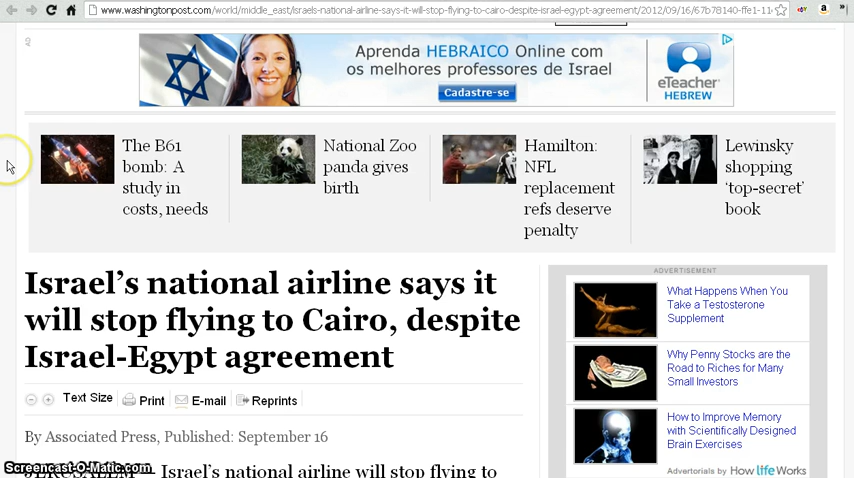 www.washingtonpost.com/world/middle_east/israels-national-airline-says-it-will-stop-flying-to-cairo-despite-israel-egypt-agreement/2012/09/16/67b78140-ffe1-11
Aprenda HEBRAICO Online com
os melhores professores de Israel
Cadastre-se
eTeacher
HEBREW
The B61
bomb: A
study in
costs, needs
National Zoo
panda gives
birth
Hamilton:
NFL
replacement
refs deserve
penalty
Lewinsky
shopping
‘top-secret’
book
Israel’s national airline says it
will stop flying to Cairo, despite
Israel-Egypt agreement
Text Size
Print
E-mail
Reprints
By Associated Press, Published: September 16
JERUSALEM — Israel’s national airline will stop flying to
ADVERTISEMENT
What Happens When You
Take a Testosterone
Supplement
Why Penny Stocks are the
Road to Riches for Many
Small Investors
How to Improve Memory
with Scientifically Designed
Brain Exercises
Advertorials by How life Works
Screencast-O-Matic.com